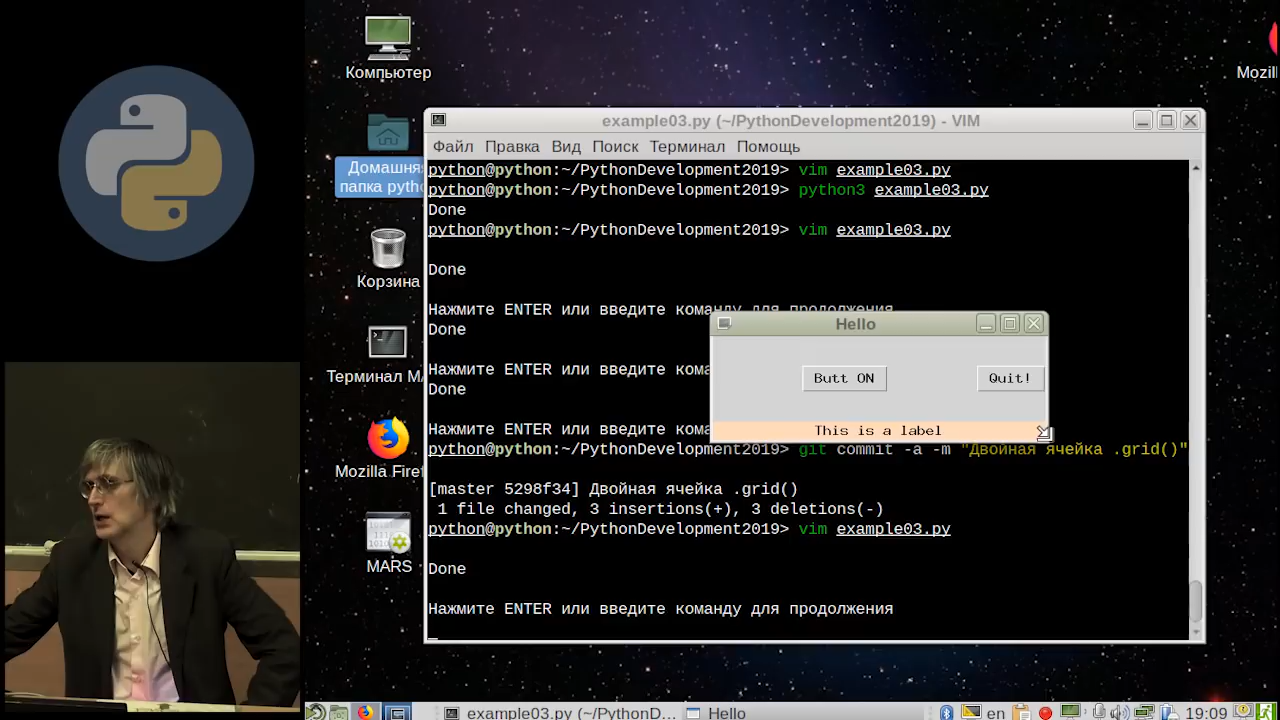 Компьютер
Mozill
Домашняя
папка pytho
Корзина
Терминал MA
Mozilla Firef
MARS
example03.py (~/PythonDevelopment2019) - VIM
Файл Правка Вид Поиск Терминал Помощь
python@python:~/PythonDevelopment2019> vim example03.py
python@python:~/PythonDevelopment2019> python3 example03.py
Done
python@python:~/PythonDevelopment2019> vim example03.py
Done
Нажмите ENTER или введите команду для продолжения
Done
Нажмите ENTER или введите кома
Done
Нажмите ENTER или введите кома
python@python:~/PythonDevelopment2019> git commit -a -m "Двойная ячейка .grid()"
[master 5298f34] Двойная ячейка .grid()
1 file changed, 3 insertions(+), 3 deletions(-)
python@python:~/PythonDevelopment2019> vim example03.py
Done
Нажмите ENTER или введите команду для продолжения
Hello
Butt ON
Quit!
This is a label
example03.py (~/PythonD...
Hello
en
19:09